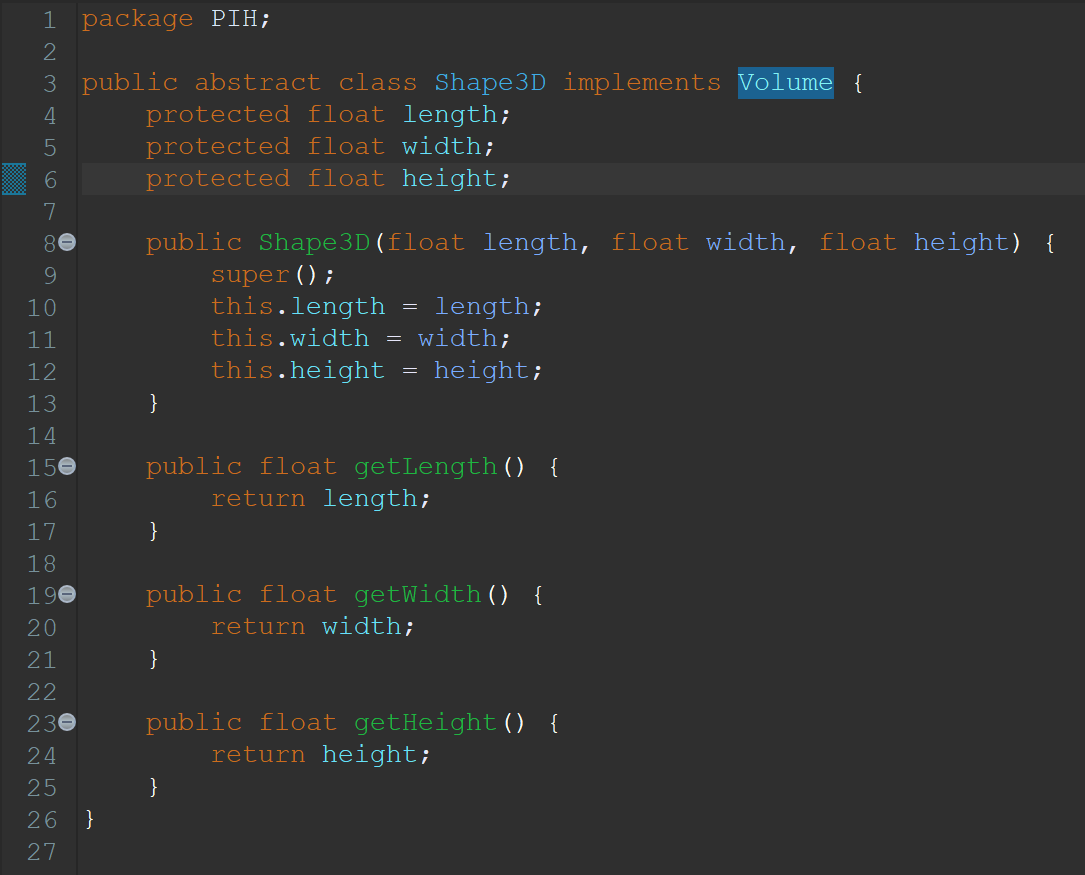 1 package PIH;
2
3 public abstract class Shape3D implements Volume {
4     protected float length;
5     protected float width;
6     protected float height;
7
8     public Shape3D(float length, float width, float height) {
9         super();
10         this.length = length;
11         this.width = width;
12         this.height = height;
13     }
14
15     public float getLength() {
16         return length;
17     }
18
19     public float getWidth() {
20         return width;
21     }
22
23     public float getHeight() {
24         return height;
25     }
26 }
27